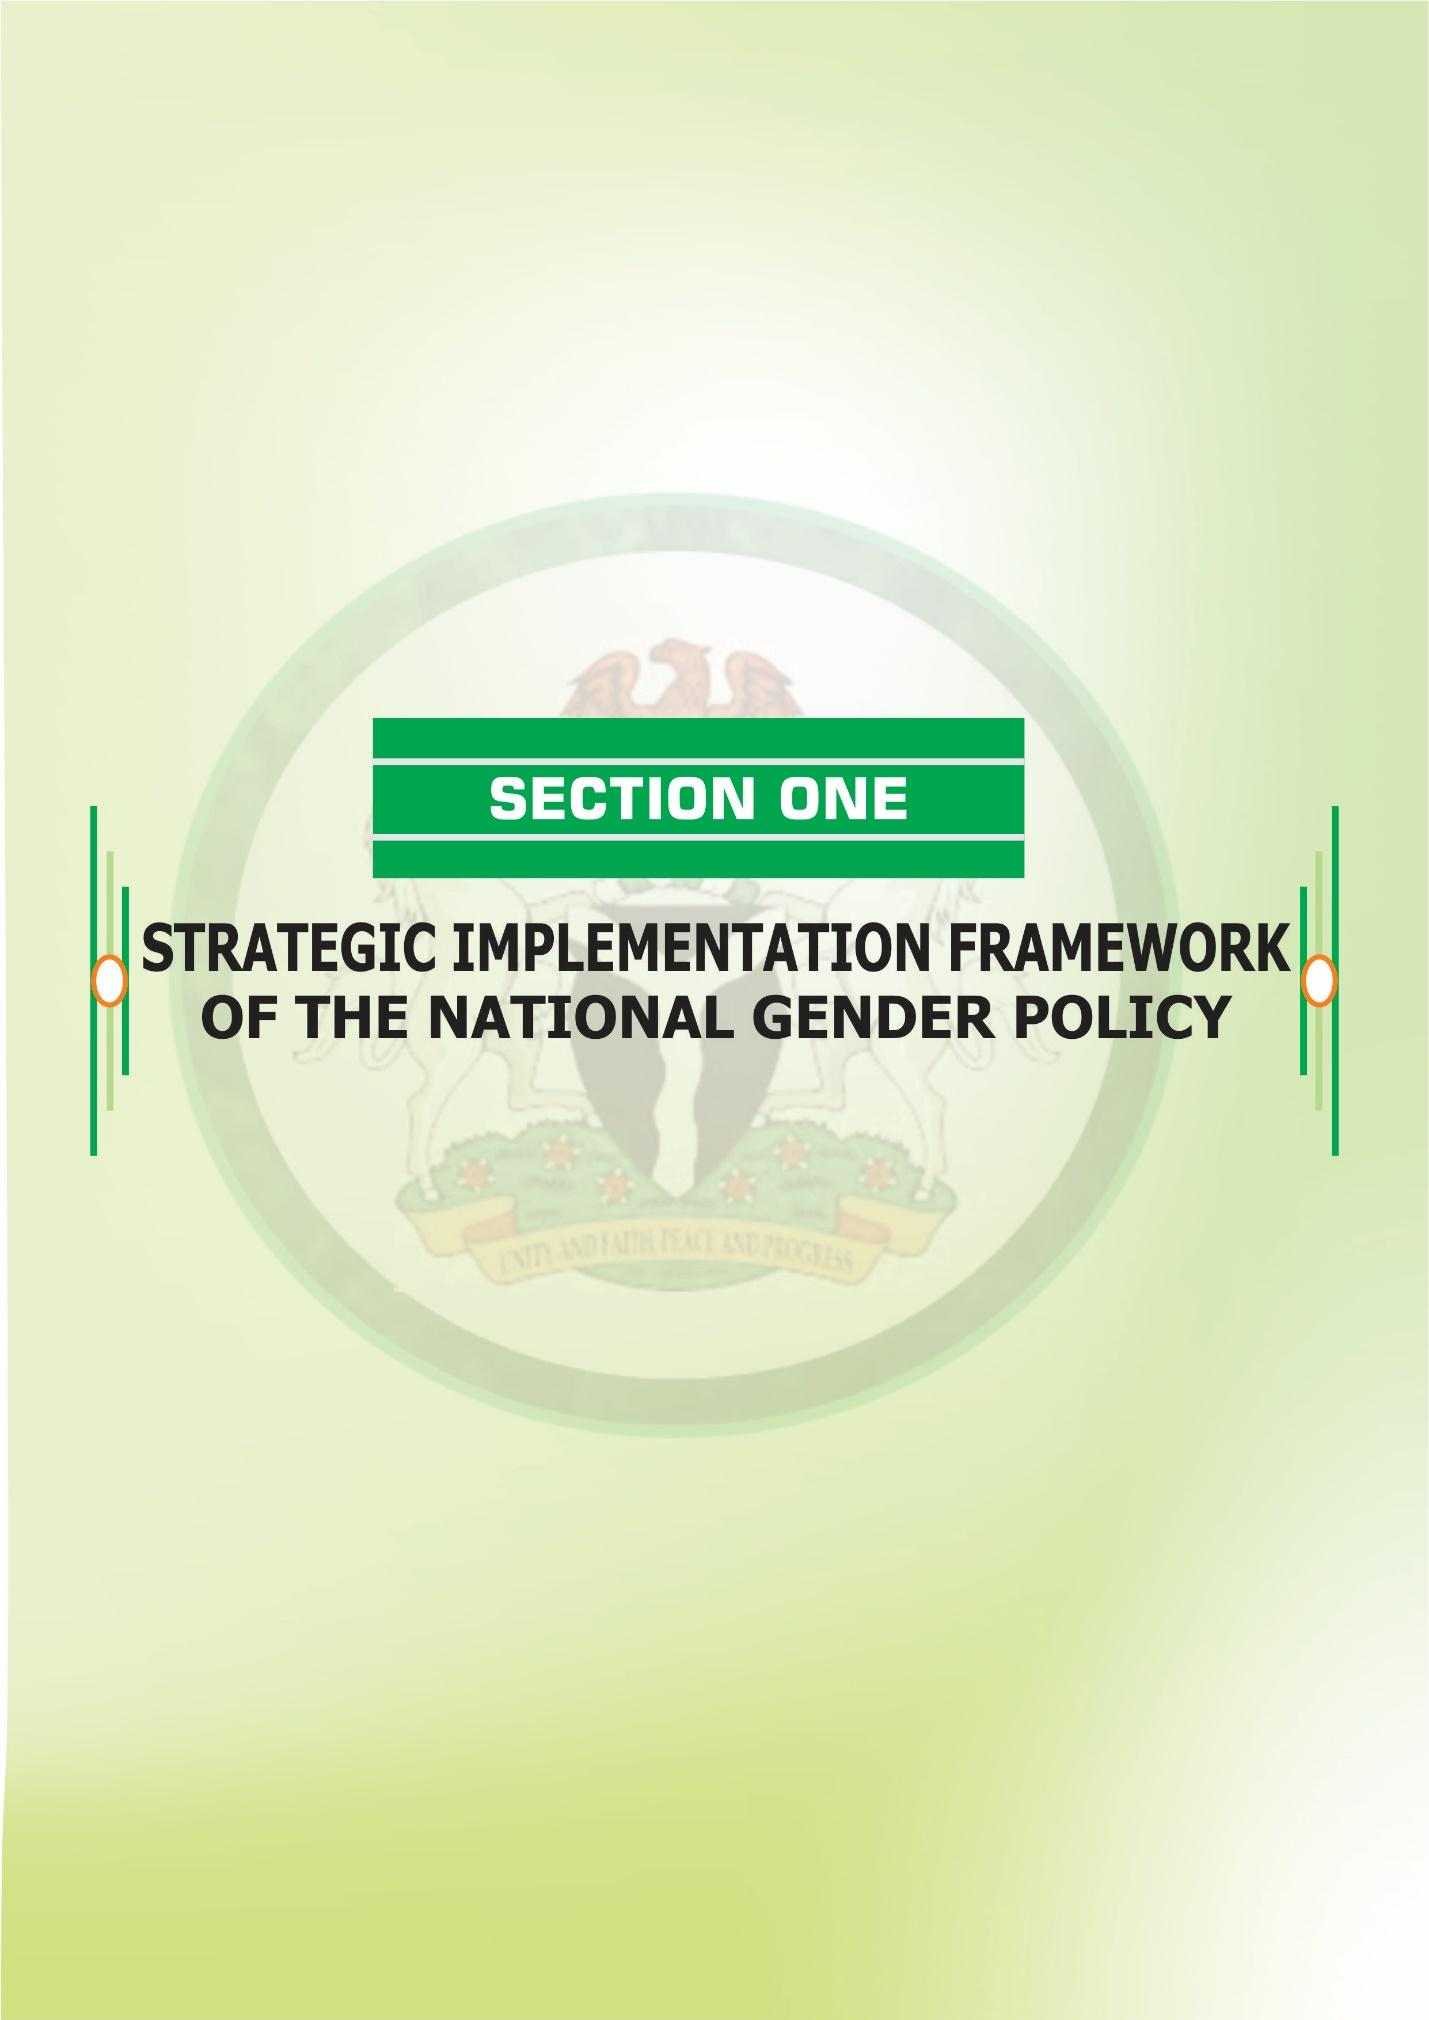 SECTION ONE
STRATEGIC IMPLEMENTATION FRAMEWORK
OF THE NATIONAL GENDER POLICY
UNITY AND FAITH, PEACE AND PROGRESS